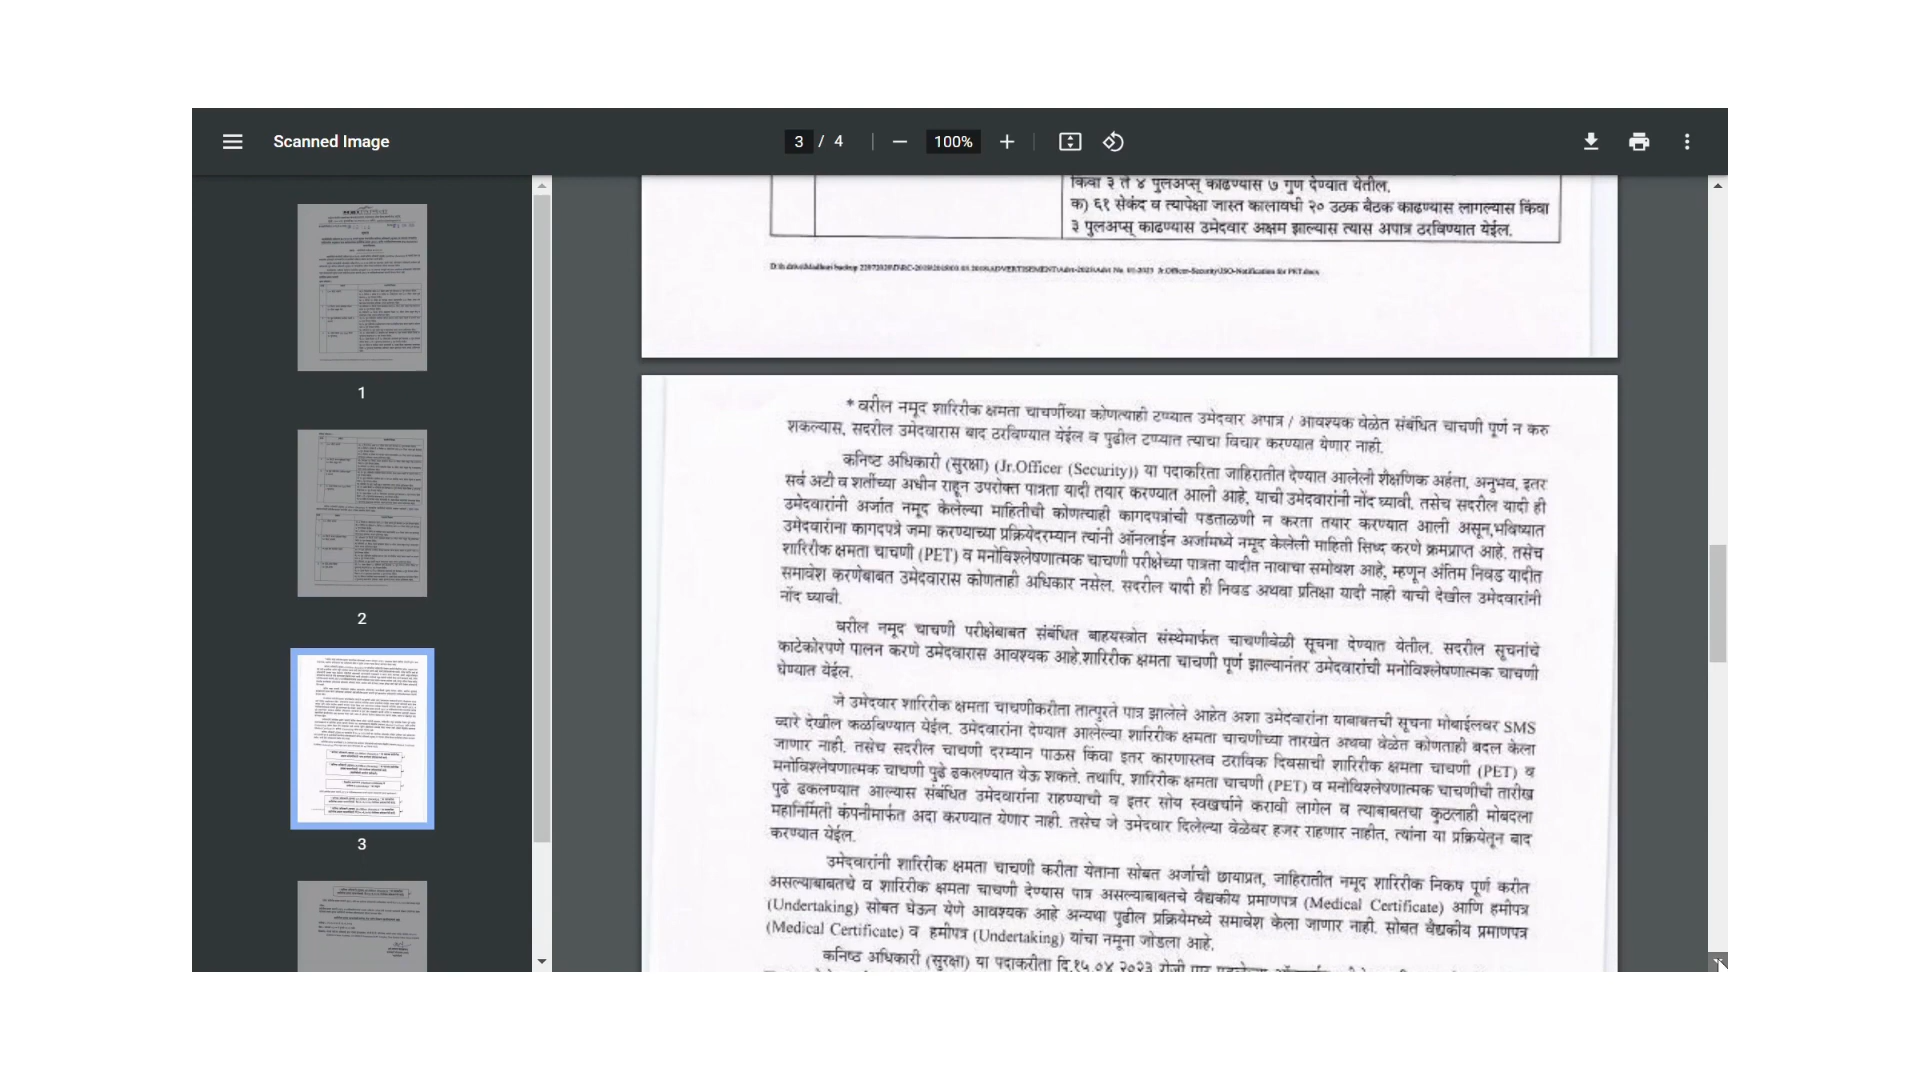 Scanned Image
3 / 4
100%
1
2
3
किंवा ३ ते ४ पुलअप्स् काढण्यास ७ गुण देण्यात येतील.
क) ६१ सेकंद व त्यापेक्षा जास्त कालावधी २० उठक बैठक काढण्यास लागल्यास किंवा
३ पुलअप्स् काढण्यास उमेदवार अक्षम झाल्यास त्यास अपात्र ठरविण्यात येईल.
* वरील नमूद शारिरीक क्षमता चाचणीच्या कोणत्याही टप्प्यात उमेदवार अपात्र / आवश्यक वेळेत संबंधित चाचणी पूर्ण न करु
शकल्यास, सदरील उमेदवारास बाद ठरविण्यात येईल व पुढील टप्प्यात त्याचा विचार करण्यात येणार नाही.
कनिष्ठ अधिकारी (सुरक्षा) (Jr.Officer (Security)) या पदाकरिता जाहिरातीत देण्यात आलेली शैक्षणिक अर्हता, अनुभव, इतर
सर्व अटी व शर्तीच्या अधीन राहून उपरोक्त पात्रता यादी तयार करण्यात आली आहे, याची उमेदवारांनी नोंद घ्यावी. तसेच सदरील यादी ही
उमेदवारांनी अर्जात नमूद केलेल्या माहितीची कोणत्याही कागदपत्रांची पडताळणी न करता तयार करण्यात आली असून,भविष्यात
उमेदवारांना कागदपत्रे जमा करण्याच्या प्रक्रियेदरम्यान त्यांनी ऑनलाईन अर्जामध्ये नमूद केलेली माहिती सिध्द करणे क्रमप्राप्त आहे. तसेच
शारिरीक क्षमता चाचणी (PET) व मनोविश्लेषणात्मक चाचणी परीक्षेच्या पात्रता यादीत नावाचा समोवश आहे, म्हणून अंतिम निवड यादीत
समावेश करणेबाबत उमेदवारास कोणताही अधिकार नसेल. सदरील यादी ही निवड अथवा प्रतिक्षा यादी नाही याची देखील उमेदवारांनी
नोंद घ्यावी.
वरील नमूद चाचणी परीक्षेबाबत संबंधित बाहयस्त्रोत संस्थेमार्फत चाचणीवेळी सूचना देण्यात येतील. सदरील सूचनांचे
काटेकोरपणे पालन करणे उमेदवारास आवश्यक आहे.शारिरीक क्षमता चाचणी पूर्ण झाल्यानंतर उमेदवारांची मनोविश्लेषणात्मक चाचणी
घेण्यात येईल.
जे उमेदवार शारिरीक क्षमता चाचणीकरीता तात्पुरते पात्र झालेले आहेत अशा उमेदवारांना याबाबतची सूचना मोबाईलवर SMS
व्दारे देखील कळविण्यात येईल. उमेदवारांना देण्यात आलेल्या शारिरीक क्षमता चाचणीच्या तारखेत अथवा वेळेत कोणताही बदल केला
जाणार नाही. तसेच सदरील चाचणी दरम्यान पाऊस किंवा इतर कारणास्तव ठराविक दिवसाची शारिरीक क्षमता चाचणी (PET) व
मनोविश्लेषणात्मक चाचणी पुढे ढकलण्यात येऊ शकते. तथापि, शारिरीक क्षमता चाचणी (PET) व मनोविश्लेषणात्मक चाचणीची तारीख
पुढे ढकलण्यात आल्यास संबंधित उमेदवारांना राहण्याची व इतर सोय स्वखर्चाने करावी लागेल व त्याबाबतचा कुठलाही मोबदला
महानिर्मिती कंपनीमार्फत अदा करण्यात येणार नाही. तसेच जे उमेदवार दिलेल्या वेळेवर हजर राहणार नाहीत, त्यांना या प्रक्रियेतून बाद
करण्यात येईल.
उमेदवारांनी शारिरीक क्षमता चाचणी करीता येताना सोबत अर्जाची छायाप्रत, जाहिरातीत नमूद शारिरीक निकष पूर्ण करीत
असल्याबाबतचे व शारिरीक क्षमता चाचणी देण्यास पात्र असल्याबाबतचे वैद्यकीय प्रमाणपत्र (Medical Certificate) आणि हमीपत्र
(Undertaking) सोबत घेऊन येणे आवश्यक आहे अन्यथा पुढील प्रक्रियेमध्ये समावेश केला जाणार नाही. सोबत वैद्यकीय प्रमाणपत्र
(Medical Certificate) व हमीपत्र (Undertaking) यांचा नमूना जोडला आहे.
कनिष्ठ अधिकारी (सुरक्षा) या पदाकरीता दि.१५.०४.२०२३ रोजी